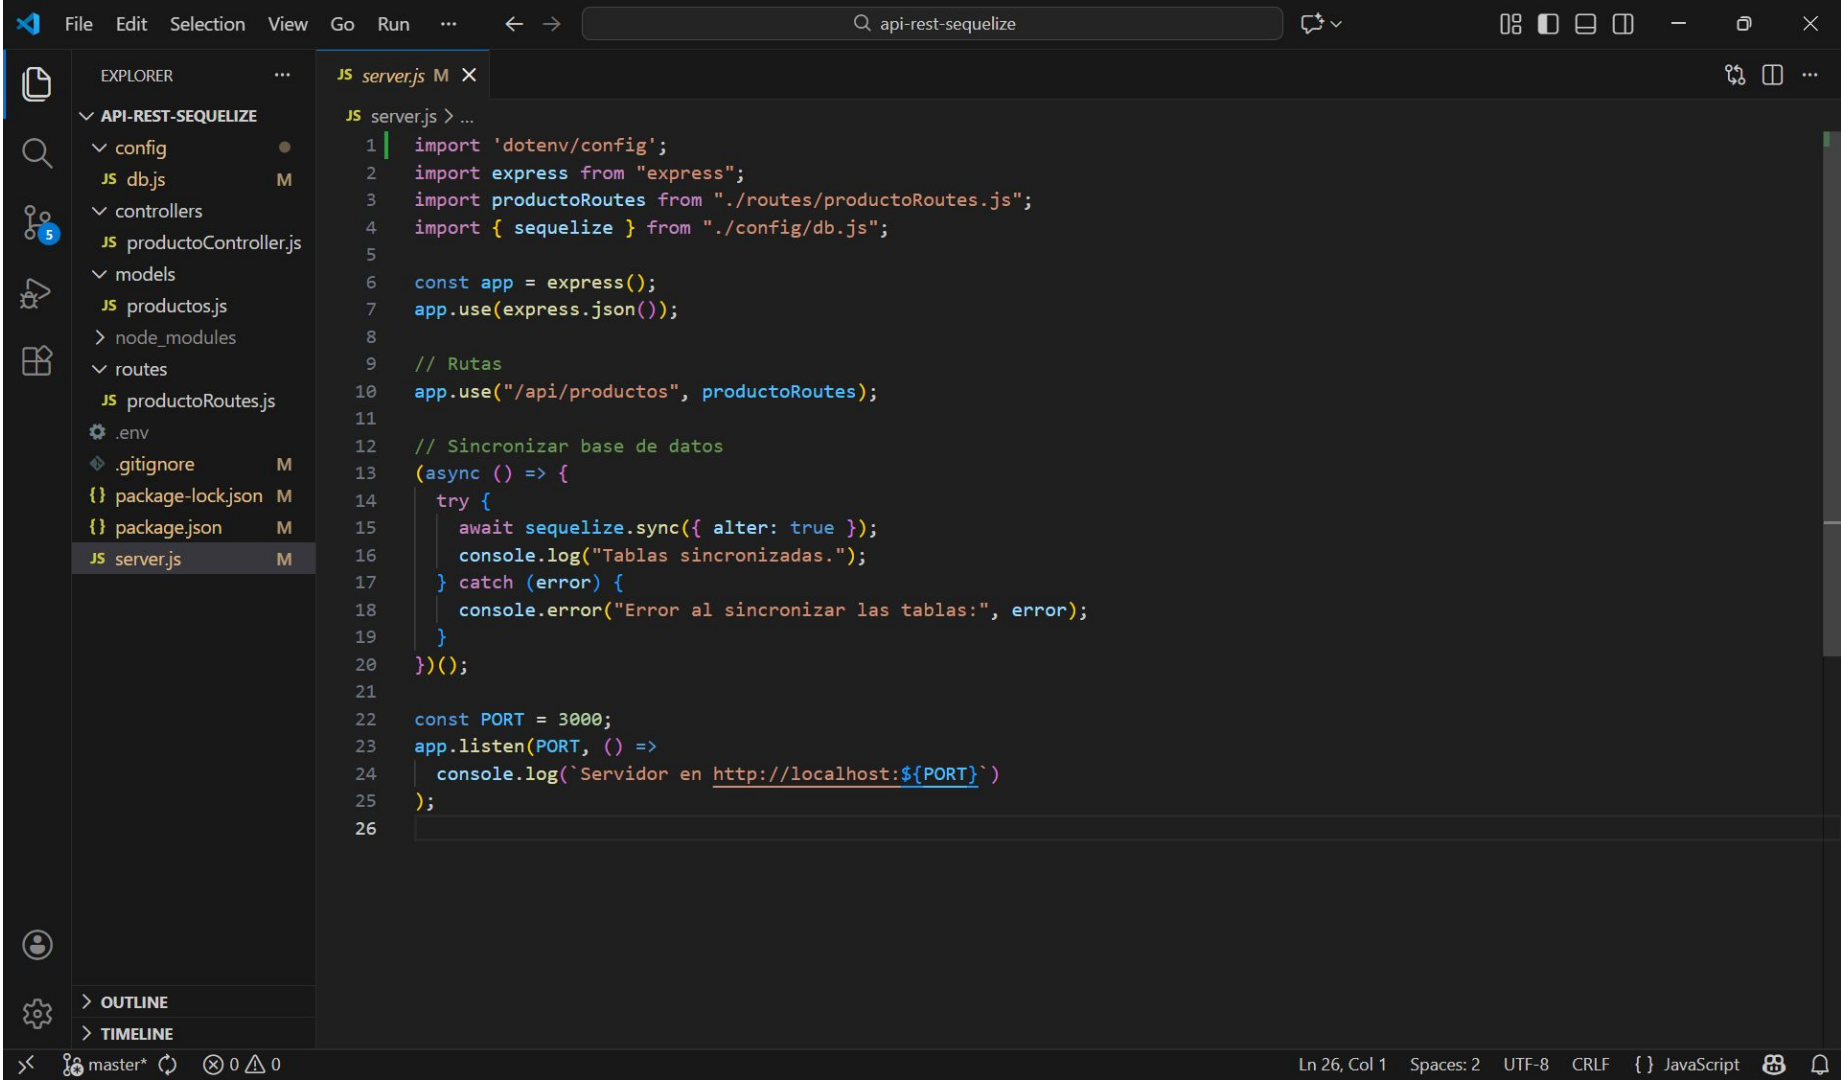 File Edit Selection View Go Run ··· api-rest-sequelize
EXPLORER ···
API-REST-SEQUELIZE
config
JS db.js M
controllers
JS productoController.js
models
JS productos.js
node_modules
routes
JS productoRoutes.js
.env
.gitignore M
{} package-lock.json M
{} package.json M
JS server.js M
OUTLINE
TIMELINE
5
JS server.js M
JS server.js > ...
1 import 'dotenv/config';
2 import express from "express";
3 import productoRoutes from "./routes/productoRoutes.js";
4 import { sequelize } from "./config/db.js";
5
6 const app = express();
7 app.use(express.json());
8
9 // Rutas
10 app.use("/api/productos", productoRoutes);
11
12 // Sincronizar base de datos
13 (async () => {
14 try {
15 await sequelize.sync({ alter: true });
16 console.log("Tablas sincronizadas.");
17 } catch (error) {
18 console.error("Error al sincronizar las tablas:", error);
19 }
20 })();
21
22 const PORT = 3000;
23 app.listen(PORT, () =>
24 console.log(`Servidor en http://localhost:${PORT}`)
25 );
26
master* 0 0 Ln 26, Col 1 Spaces: 2 UTF-8 CRLF {} JavaScript